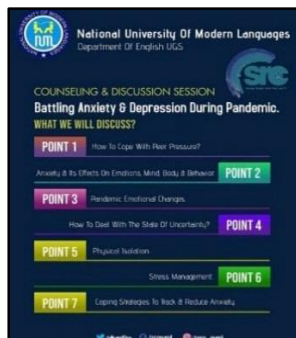 National University Of Modern Languages
Department Of English UGS
NUML
src
COUNSELING & DISCUSSION SESSION
Battling Anxiety & Depression During Pandemic.
WHAT WE WILL DISCUSS?
POINT 1 How To Cope With Peer Pressure?
Anxiety & Its Effects On Emotions, Mind, Body & Behavior POINT 2
POINT 3 Pandemic Emotional Changes
How To Deal With The State Of Uncertainty? POINT 4
POINT 5 Physical Isolation
Stress Management POINT 6
POINT 7 Coping Strategies To Track & Reduce Anxiety